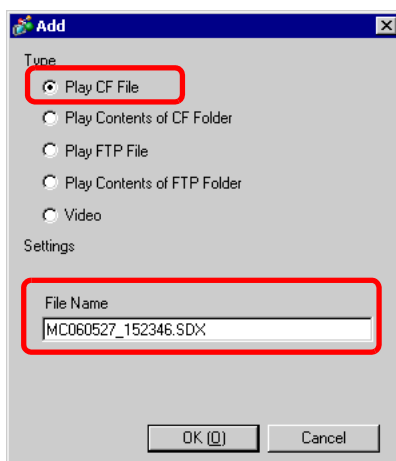 Add
Type
Play CF File
Play Contents of CF Folder
Play FTP File
Play Contents of FTP Folder
Video
Settings
File Name
MC060527_152346.SDX
OK (O) Cancel